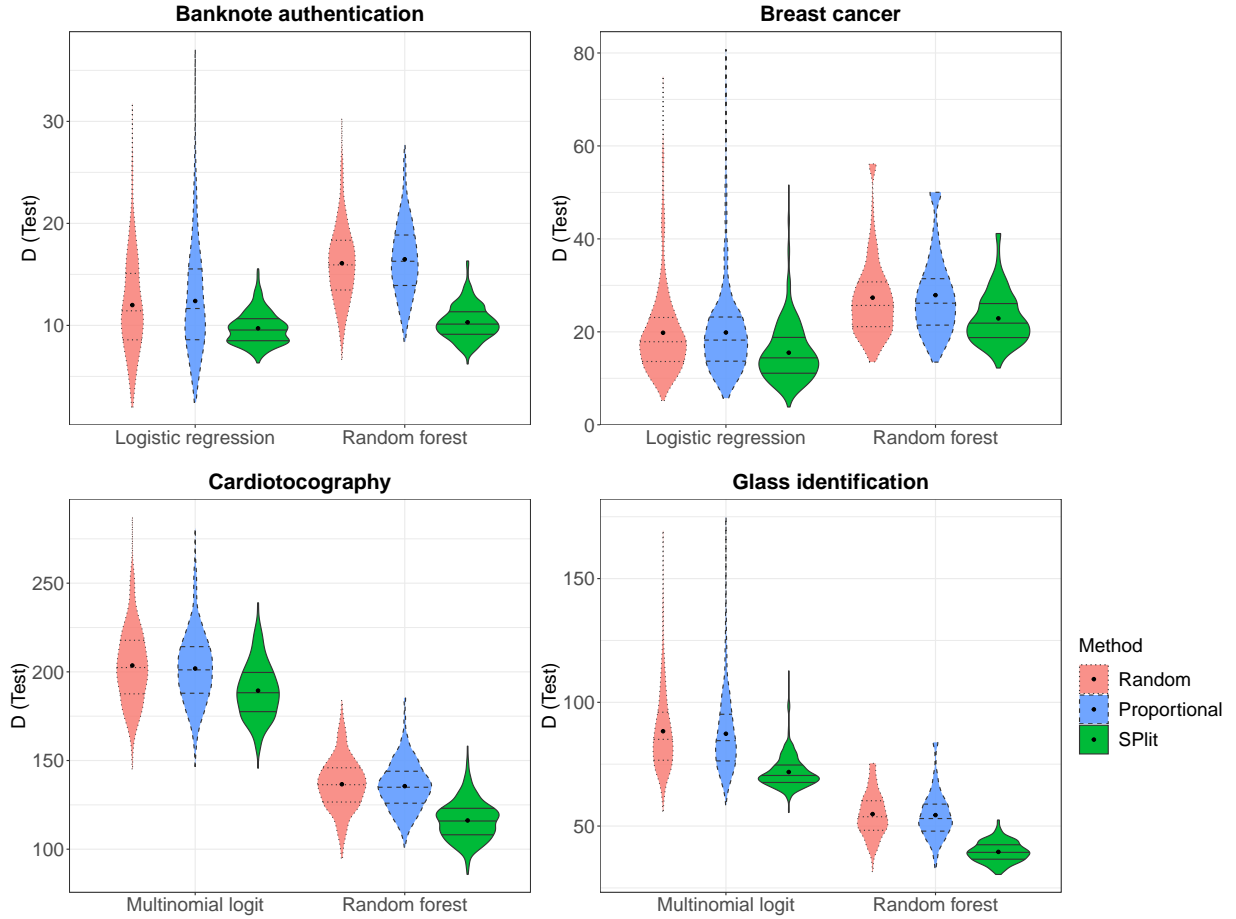 Banknote authentication
D (Test)
30
20
10
Logistic regression
Random forest
Breast cancer
D (Test)
80
60
40
20
0
Logistic regression
Random forest
Cardiotocography
D (Test)
250
200
150
100
Multinomial logit
Random forest
Glass identification
D (Test)
150
100
50
Multinomial logit
Random forest
Method
Random
Proportional
SPlit